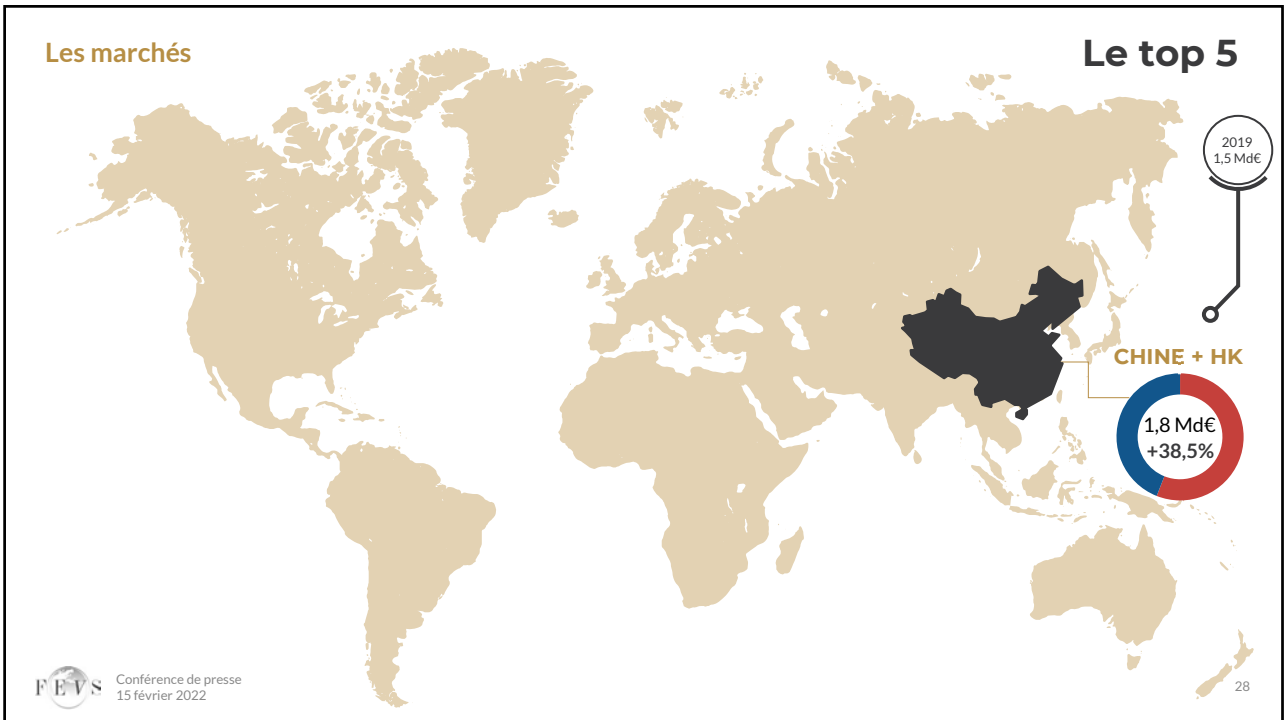 Les marchés
Le top 5
2019
1,5 Md€
CHINE + HK
1,8 Md€
+38,5%
FEVS
Conférence de presse
15 février 2022
28